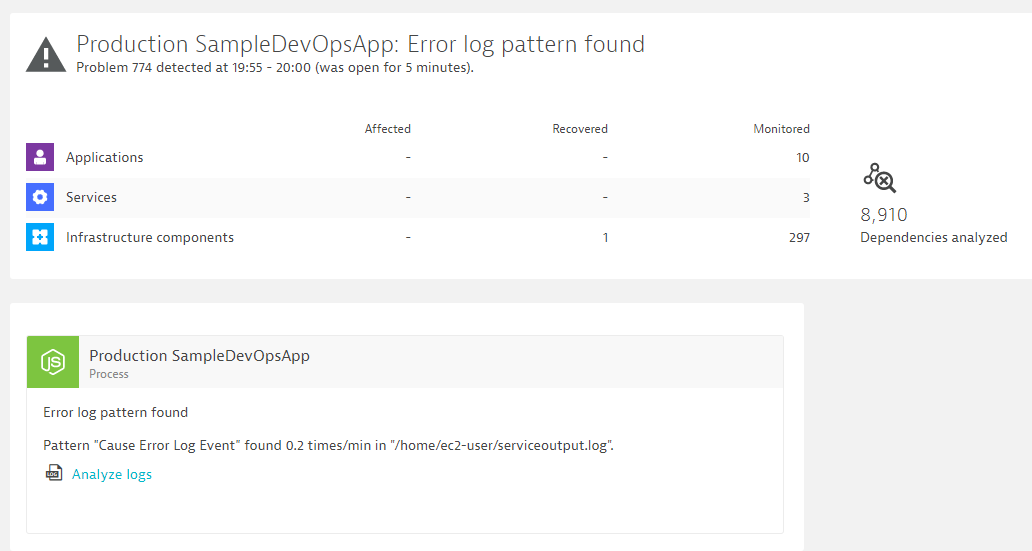 Production SampleDevOpsApp: Error log pattern found
Problem 774 detected at 19:55 - 20:00 (was open for 5 minutes).
Affected Recovered Monitored
Applications - - 10
Services - - 3
Infrastructure components - 1 297
8,910
Dependencies analyzed
JS
Production SampleDevOpsApp
Process
Error log pattern found
Pattern "Cause Error Log Event" found 0.2 times/min in "/home/ec2-user/serviceoutput.log".
LOG
Analyze logs